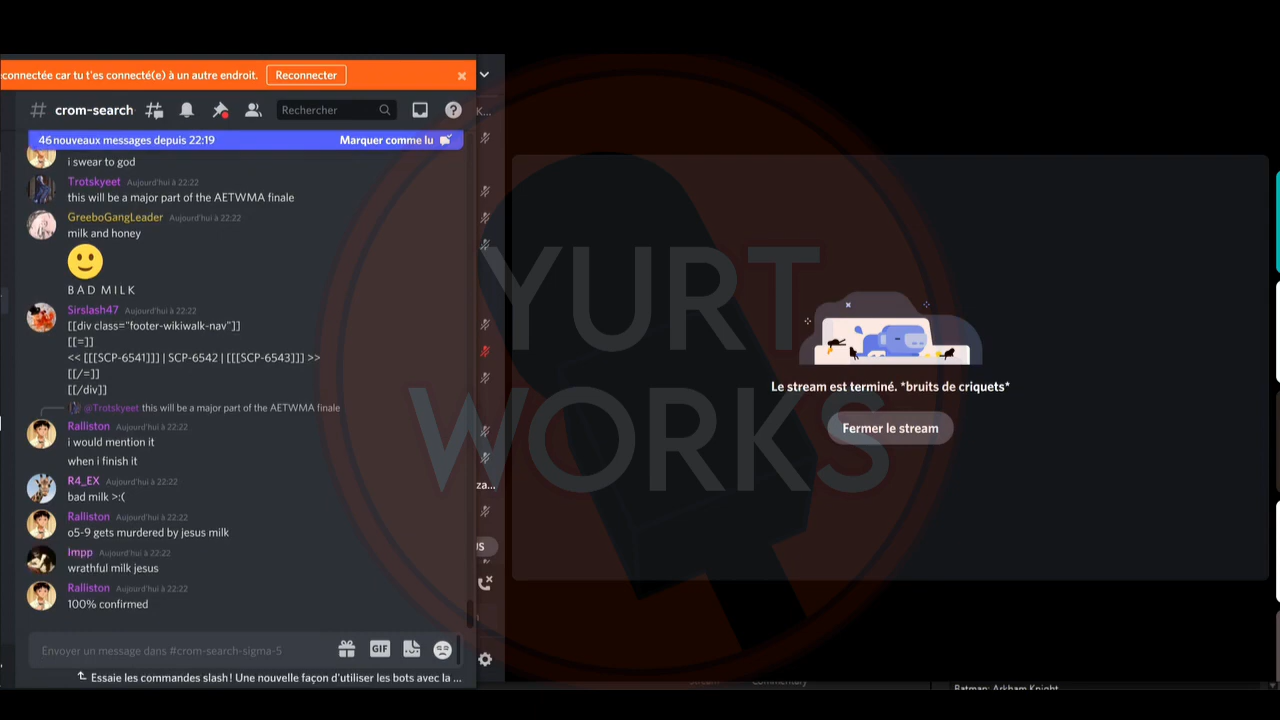 econnectée car tu t'es connecté(e) à un autre endroit. Reconnecter
# crom-search
Rechercher
K...
46 nouveaux messages depuis 22:19
Marquer comme lu
i swear to god
Trotskyeet Aujourd'hui à 22:22
this will be a major part of the AETWMA finale
GreeboGangLeader Aujourd'hui à 22:22
milk and honey
B A D M I L K
Sirslash47 Aujourd'hui à 22:22
[[div class="footer-wikiwalk-nav"]]
[[=]]
<< [[[SCP-6541]]] | SCP-6542 | [[[SCP-6543]]] >>
[[/=]]
[[/div]]
@Trotskyeet this will be a major part of the AETWMA finale
Ralliston Aujourd'hui à 22:22
i would mention it
when i finish it
R4_EX Aujourd'hui à 22:22
bad milk >:(
Ralliston Aujourd'hui à 22:22
o5-9 gets murdered by jesus milk
Impp Aujourd'hui à 22:22
wrathful milk jesus
Ralliston Aujourd'hui à 22:22
100% confirmed
Envoyer un message dans #crom-search-sigma-5
GIF
Essaie les commandes slash ! Une nouvelle façon d'utiliser les bots avec la ...
za...
US
YURT
WORKS
Le stream est terminé. *bruits de criquets*
Fermer le stream
Commentary
Batman: Arkham Knight